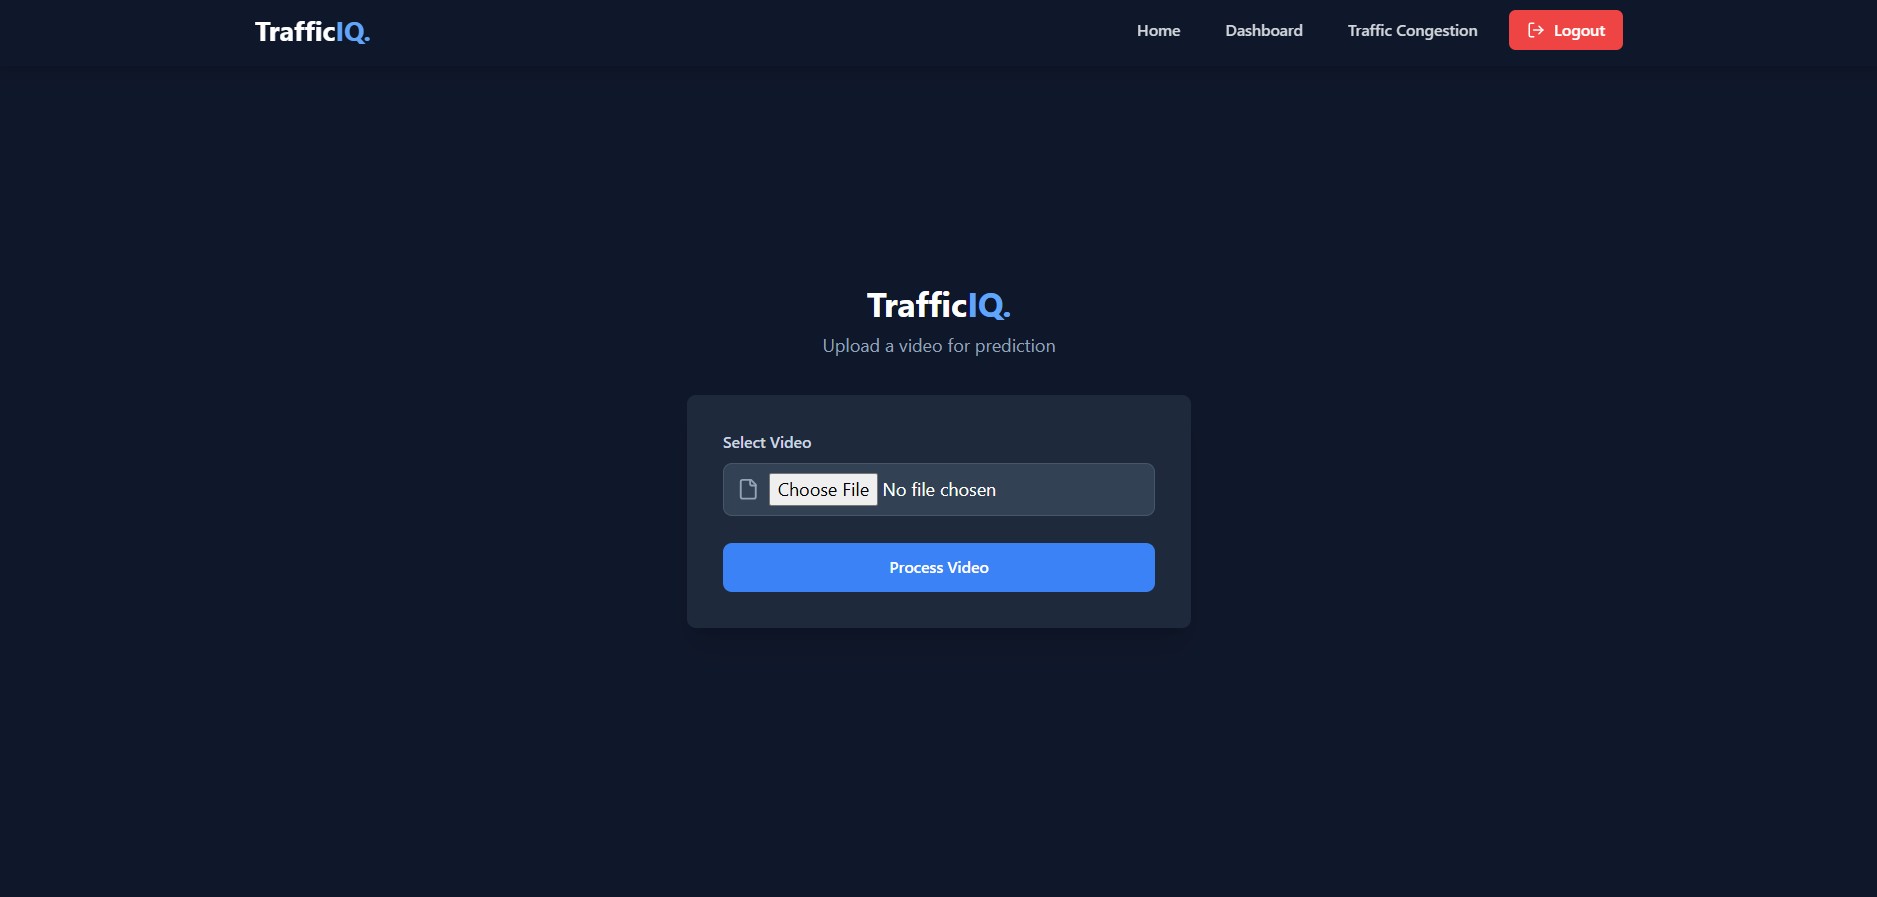 TrafficIQ.
Home Dashboard Traffic Congestion Logout
TrafficIQ.
Upload a video for prediction
Select Video
Choose File No file chosen
Process Video